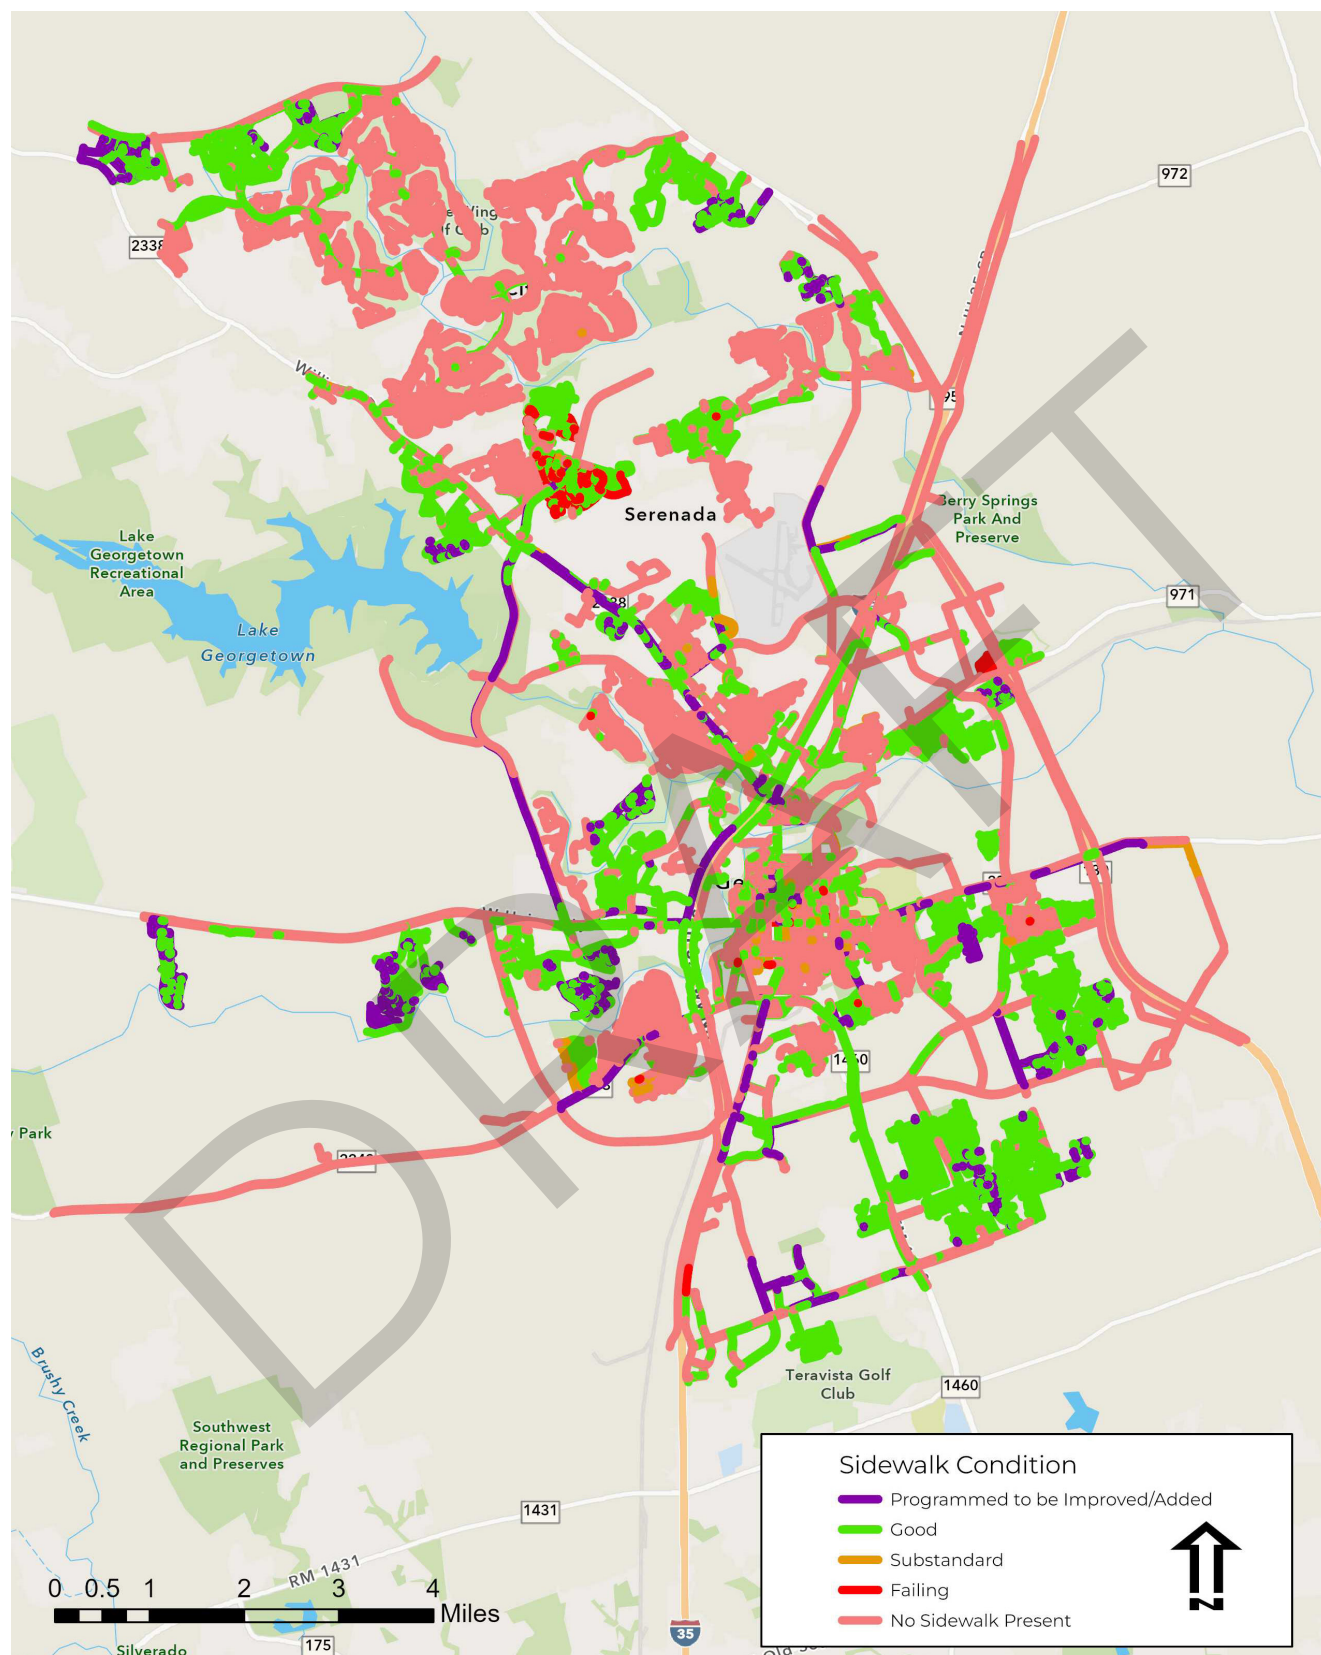 972
2338
Serenada
Berry Springs
Park And
Preserve
Lake
Georgetown
Recreational
Area
971
Lake
Georgetown
DRAFT
1460
Park
Teravista Golf
Club
1460
Brushy Creek
Southwest
Regional Park
and Preserves
1431
RM 1431
Sidewalk Condition
Programmed to be Improved/Added
Good
Substandard
Failing
No Sidewalk Present
N
0 0.5 1 2 3 4
Miles
35
175
Silverado